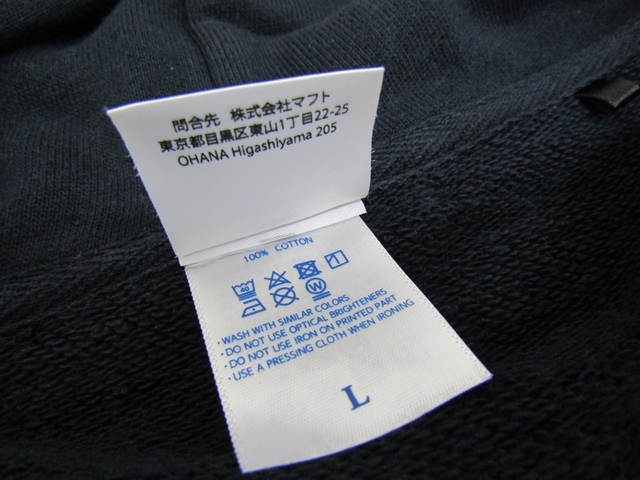 問合先 株式会社マフト
東京都目黒区東山1丁目22-25
OHANA Higashiyama 205
100% COTTON
40
W
・WASH WITH SIMILAR COLORS
・DO NOT USE OPTICAL BRIGHTENERS
・DO NOT USE IRON ON PRINTED PART
・USE A PRESSING CLOTH WHEN IRONING
L